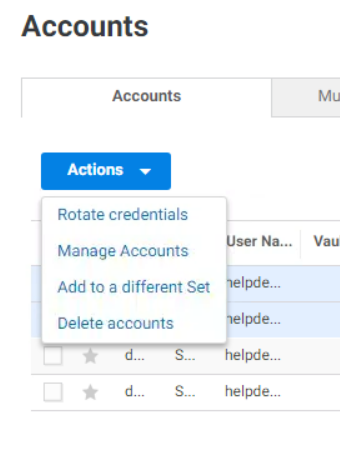 Accounts
Accounts Mu
Actions
Rotate credentials
Manage Accounts
Add to a different Set
Delete accounts
User Na... Vau
helpde...
helpde...
d... S... helpde...
d... S... helpde...